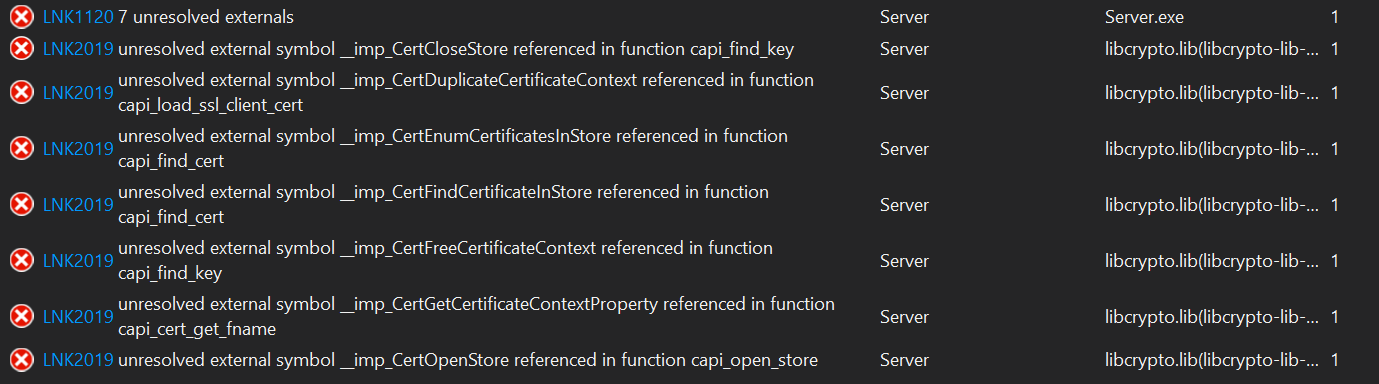 LNK1120 7 unresolved externals Server Server.exe 1
LNK2019 unresolved external symbol __imp_CertCloseStore referenced in function capi_find_key Server libcrypto.lib(libcrypto-lib-... 1
LNK2019 unresolved external symbol __imp_CertDuplicateCertificateContext referenced in function
capi_load_ssl_client_cert Server libcrypto.lib(libcrypto-lib-... 1
LNK2019 unresolved external symbol __imp_CertEnumCertificatesInStore referenced in function
capi_find_cert Server libcrypto.lib(libcrypto-lib-... 1
LNK2019 unresolved external symbol __imp_CertFindCertificateInStore referenced in function
capi_find_cert Server libcrypto.lib(libcrypto-lib-... 1
LNK2019 unresolved external symbol __imp_CertFreeCertificateContext referenced in function
capi_find_key Server libcrypto.lib(libcrypto-lib-... 1
LNK2019 unresolved external symbol __imp_CertGetCertificateContextProperty referenced in function
capi_cert_get_fname Server libcrypto.lib(libcrypto-lib-... 1
LNK2019 unresolved external symbol __imp_CertOpenStore referenced in function capi_open_store Server libcrypto.lib(libcrypto-lib-... 1